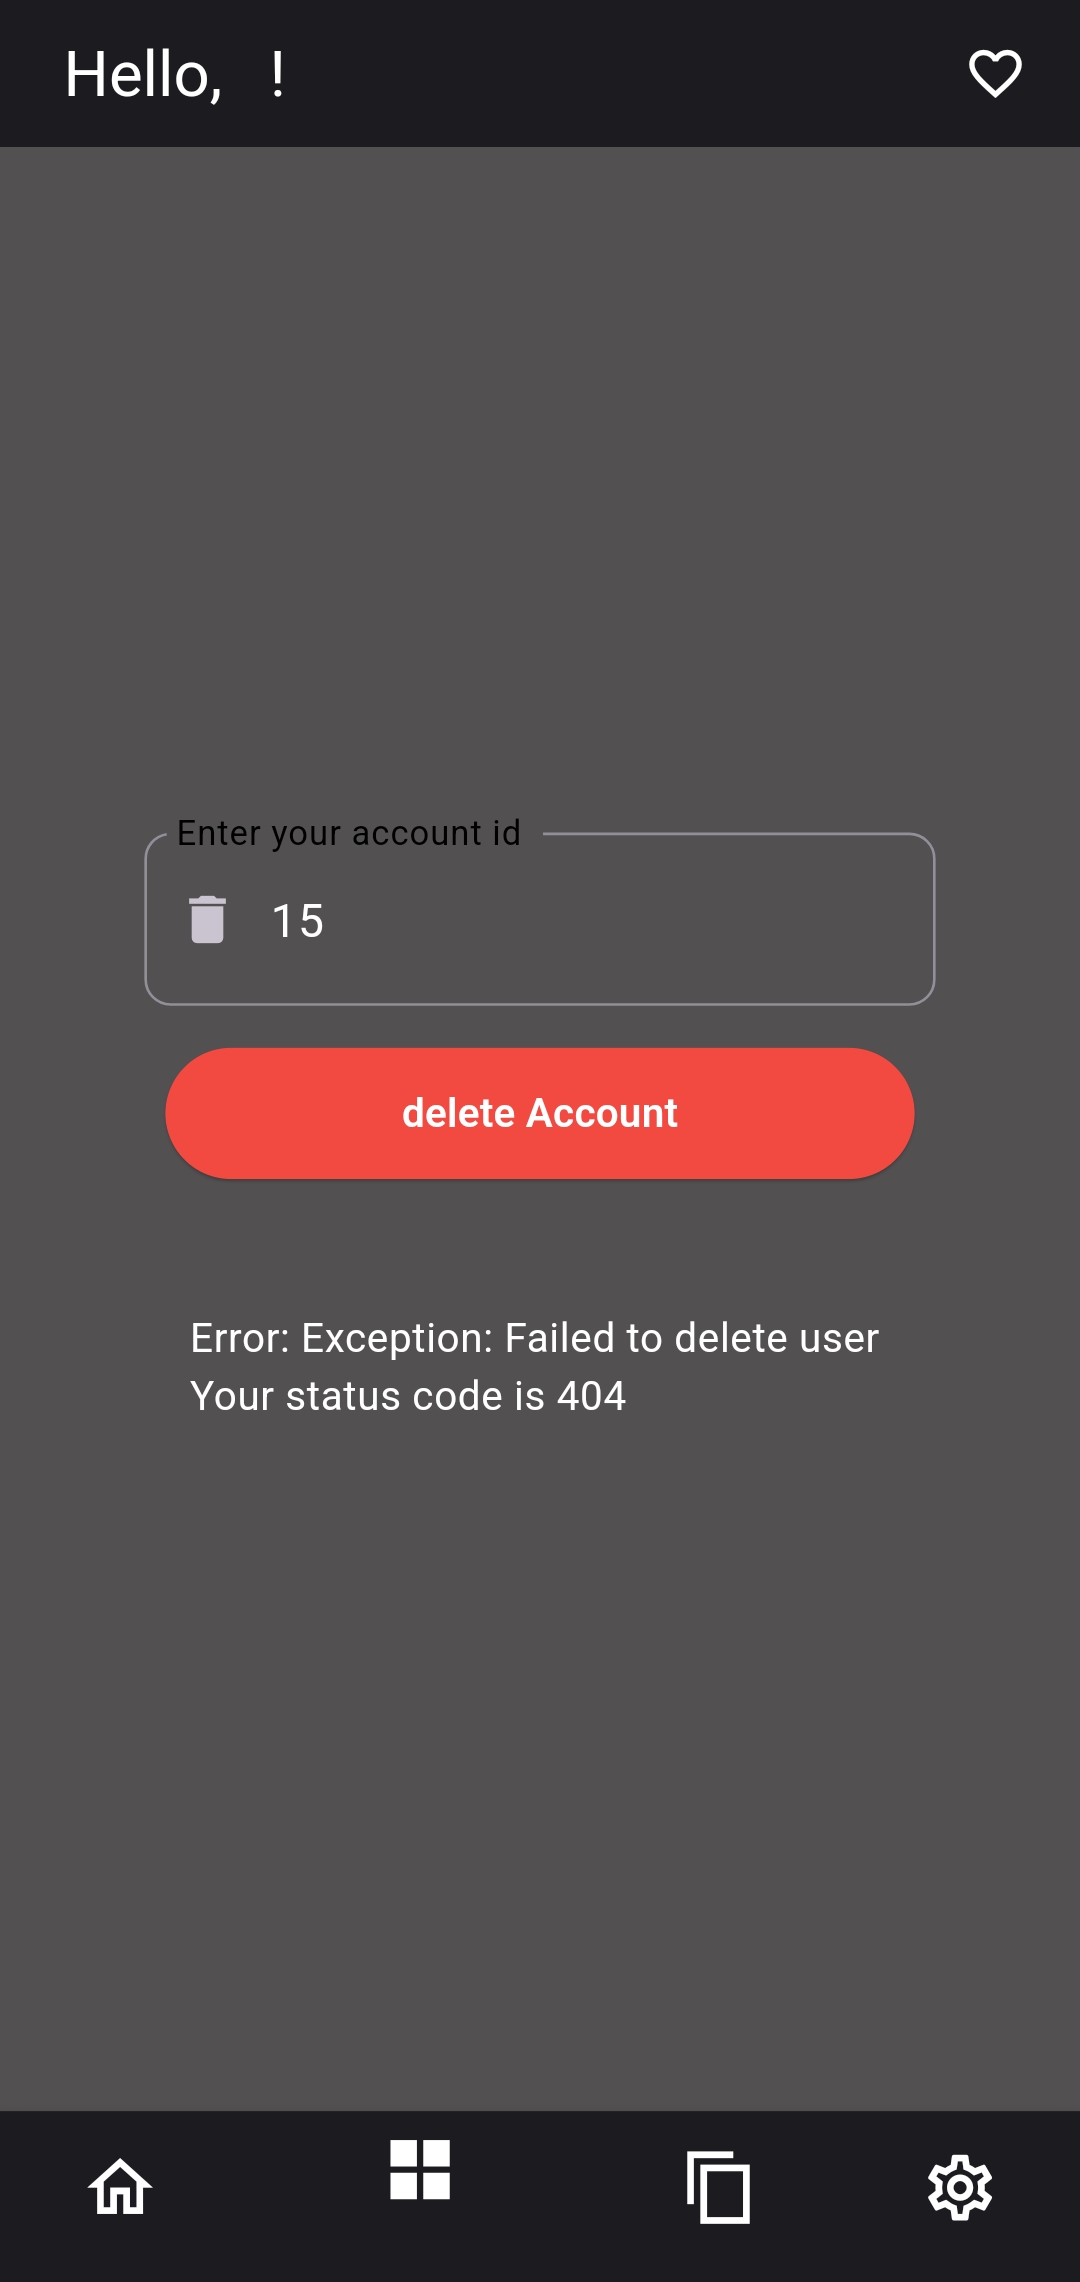 Hello,   !
Enter your account id
15
delete Account
Error: Exception: Failed to delete user
Your status code is 404